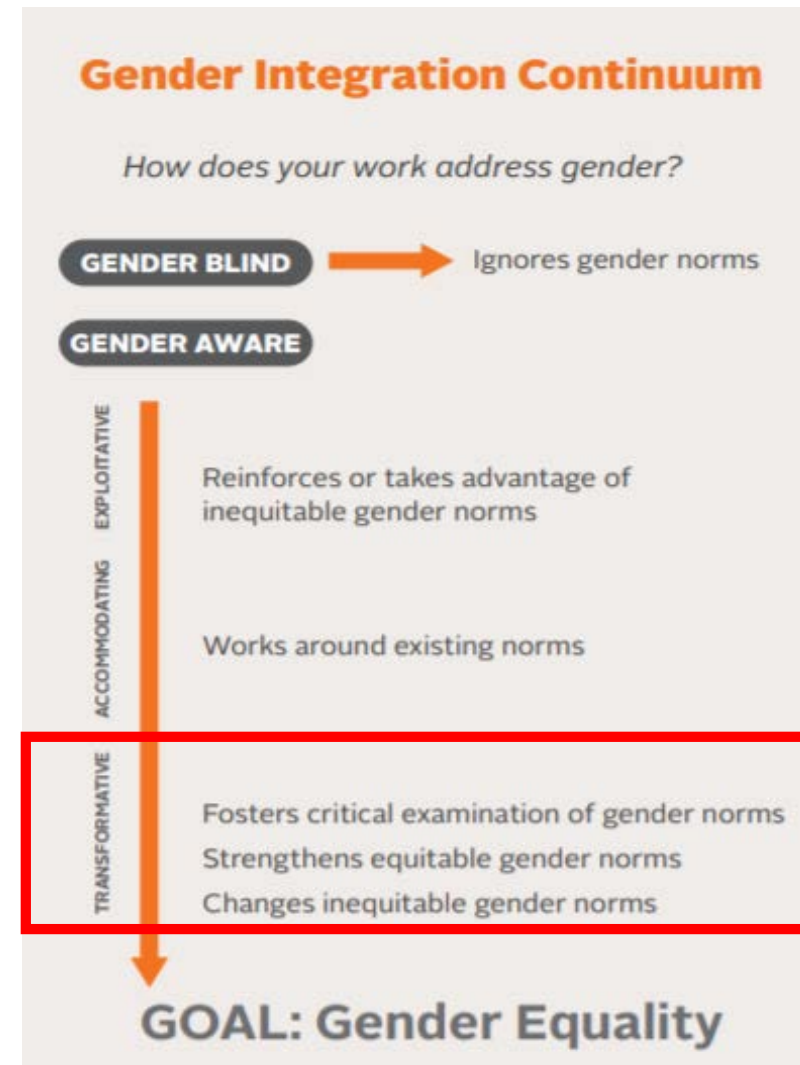 Gender Integration Continuum
How does your work address gender?
GENDER BLIND
Ignores gender norms
GENDER AWARE
EXPLOITATIVE
Reinforces or takes advantage of
inequitable gender norms
ACCOMMODATING
Works around existing norms
TRANSFORMATIVE
Fosters critical examination of gender norms
Strengthens equitable gender norms
Changes inequitable gender norms
GOAL: Gender Equality